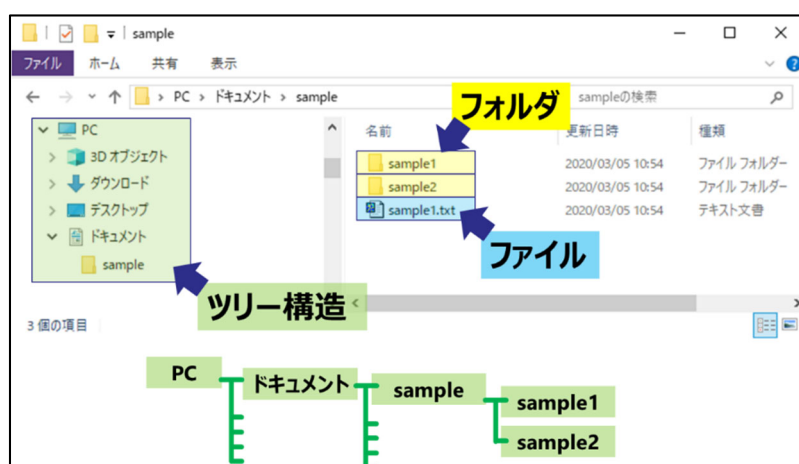 sample
ファイル ホーム 共有 表示
PC › ドキュメント › sample
sampleの検索
フォルダ
PC
3D オブジェクト
ダウンロード
デスクトップ
ドキュメント
sample
名前 更新日時 種類
sample1 2020/03/05 10:54 ファイル フォルダー
sample2 2020/03/05 10:54 ファイル フォルダー
sample1.txt 2020/03/05 10:54 テキスト文書
ファイル
ツリー構造
3 個の項目
PC
ドキュメント
sample
sample1
sample2